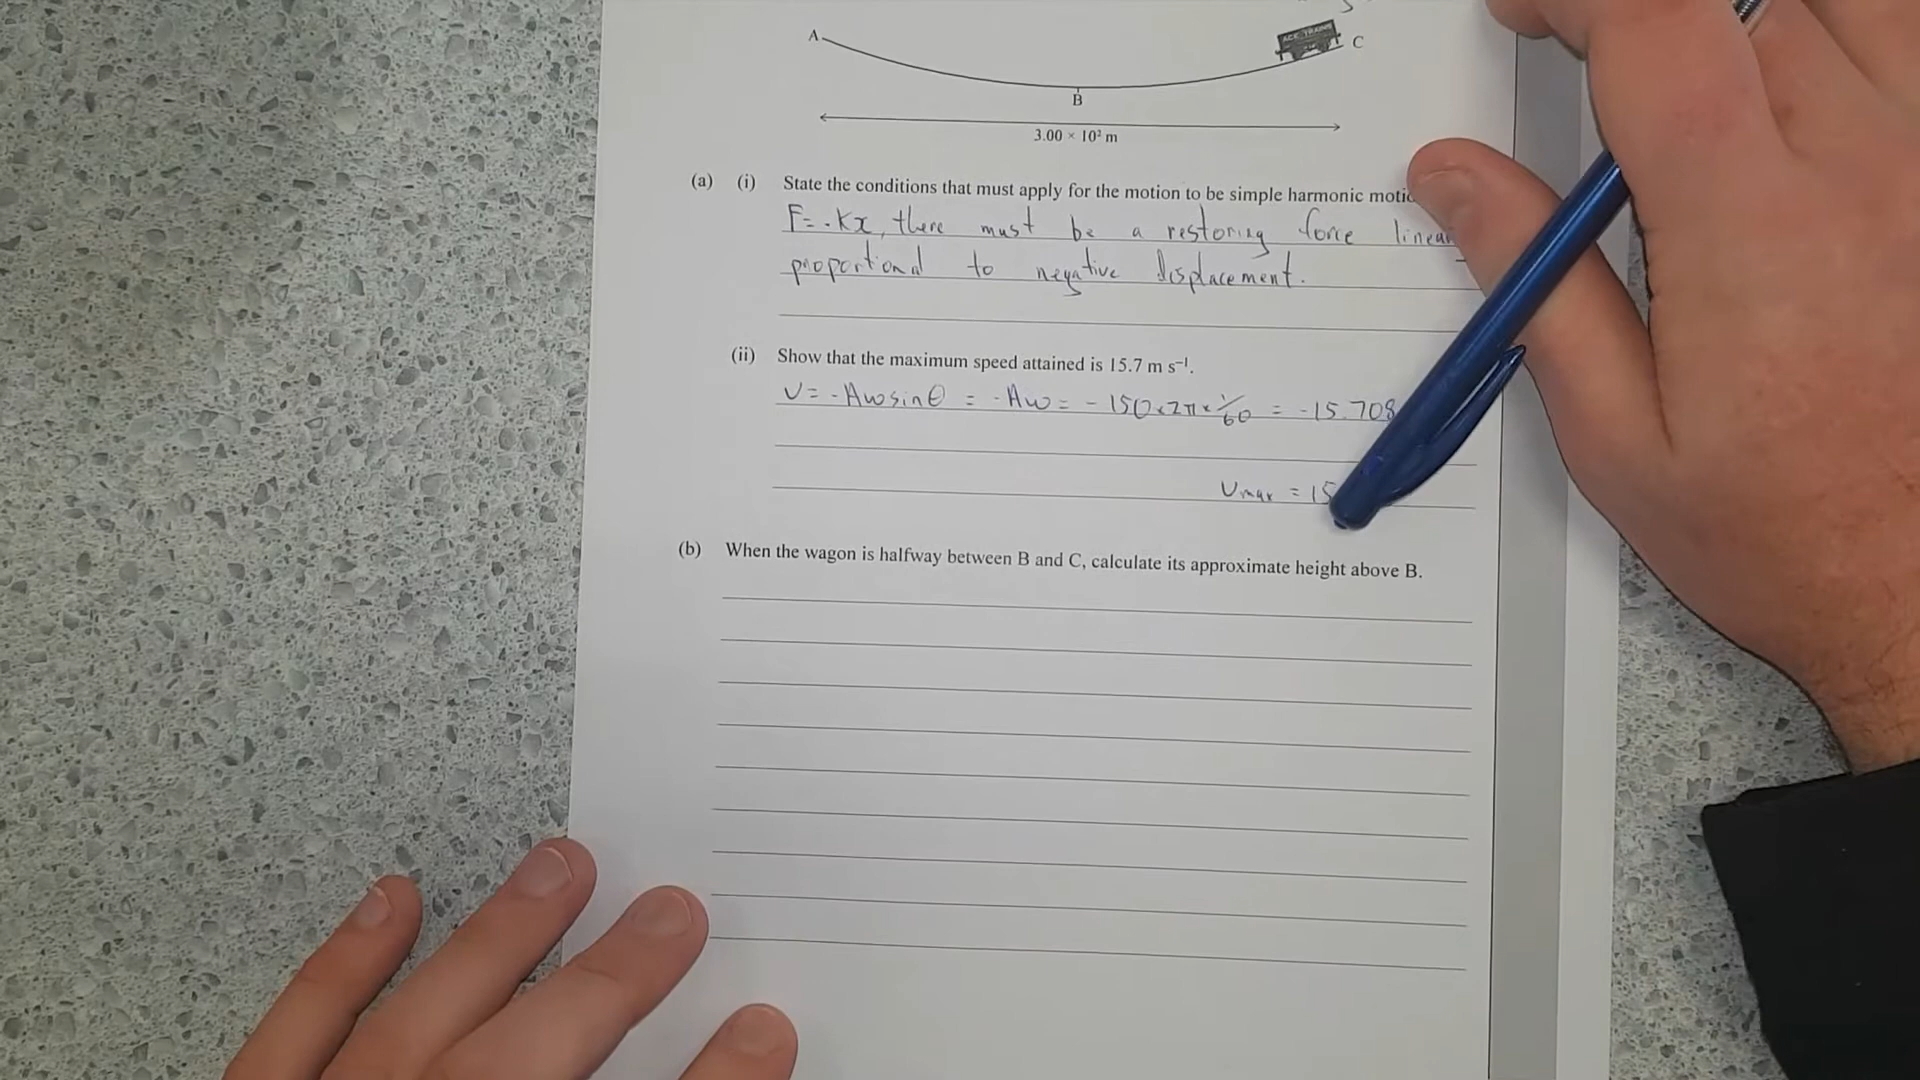 A
ACE TRAINS
C
B
3.00 × 10² m
(a) (i) State the conditions that must apply for the motion to be simple harmonic
F = -Kx, there must be a restoring force
proportional to negative displacement.
(ii) Show that the maximum speed attained is 15.7 m s⁻¹.
V = -Aωsinθ = -Aω = -150×2π×1/60 = -15.708
Vmax = 15
(b) When the wagon is halfway between B and C, calculate its approximate height above B.